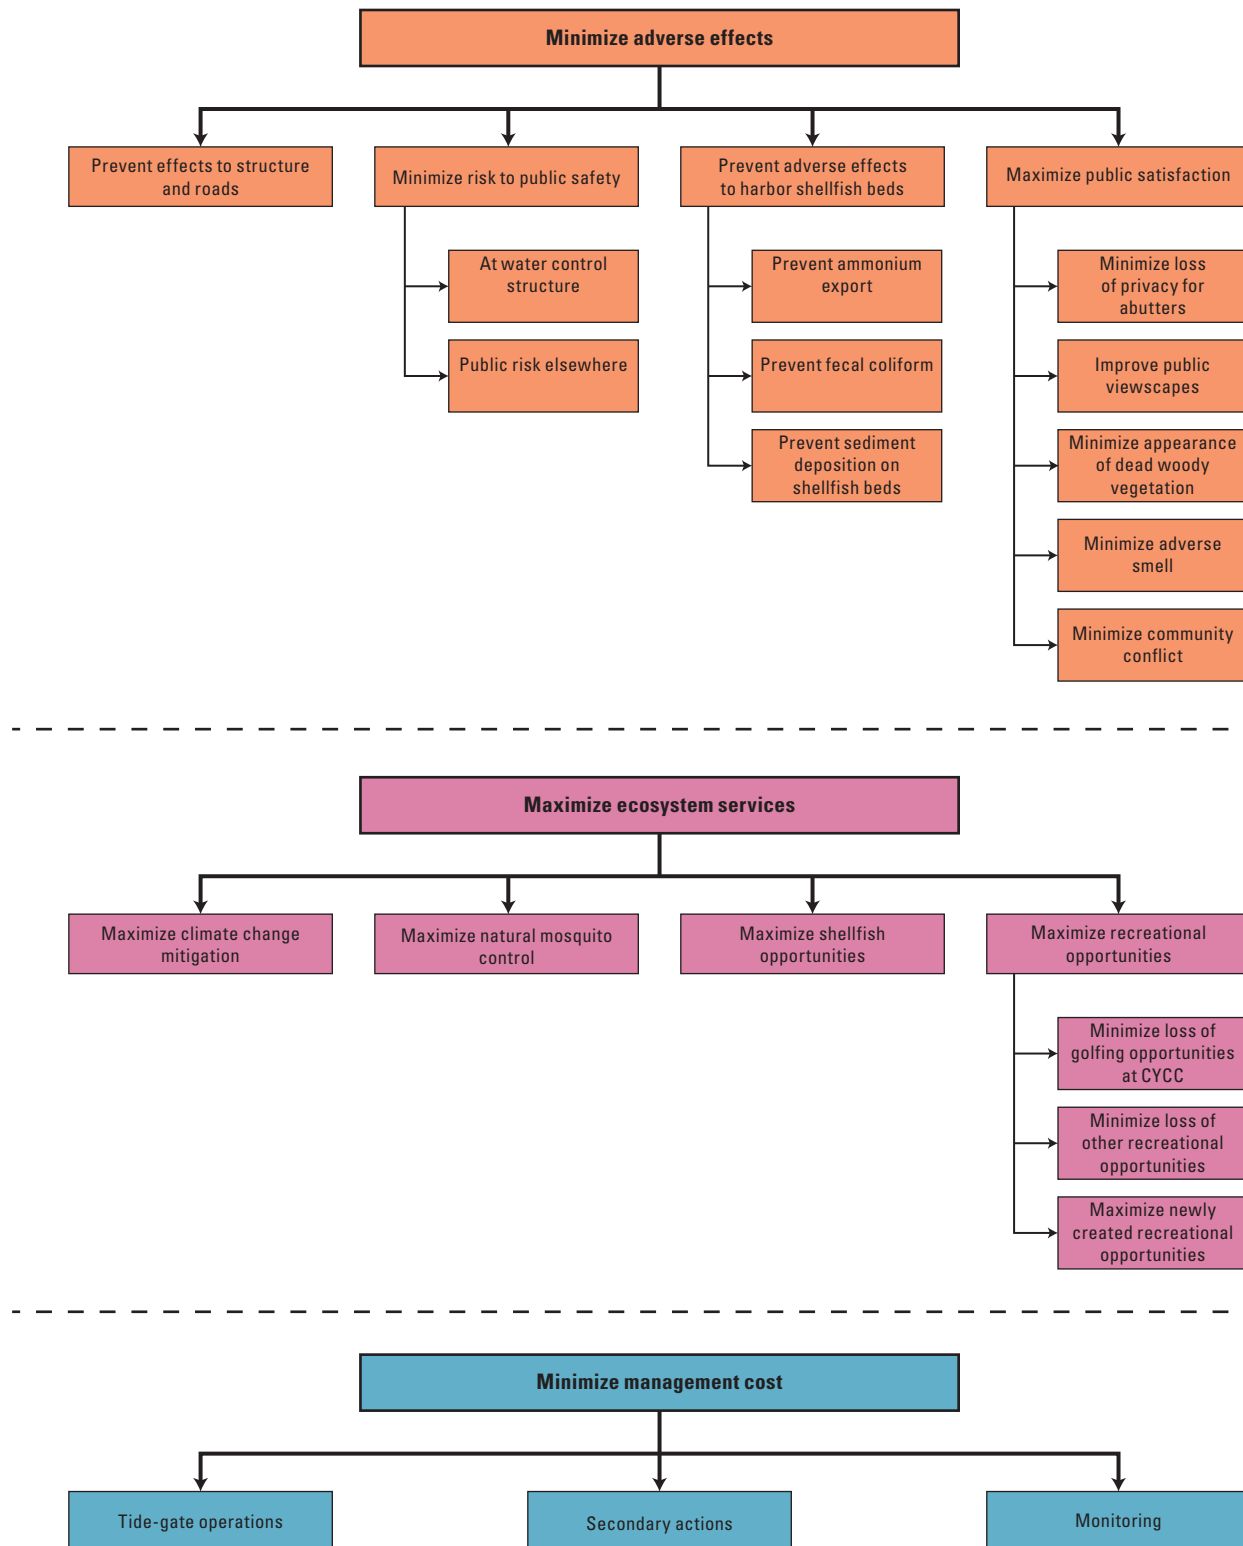 Minimize adverse effects
Prevent effects to structure
and roads
Minimize risk to public safety
Prevent adverse effects
to harbor shellfish beds
Maximize public satisfaction
At water control
structure
Public risk elsewhere
Prevent ammonium
export
Prevent fecal coliform
Prevent sediment
deposition on
shellfish beds
Minimize loss
of privacy for
abutters
Improve public
viewscapes
Minimize appearance
of dead woody
vegetation
Minimize adverse
smell
Minimize community
conflict
Maximize ecosystem services
Maximize climate change
mitigation
Maximize natural mosquito
control
Maximize shellfish
opportunities
Maximize recreational
opportunities
Minimize loss of
golfing opportunities
at CYCC
Minimize loss of
other recreational
opportunities
Maximize newly
created recreational
opportunities
Minimize management cost
Tide-gate operations
Secondary actions
Monitoring